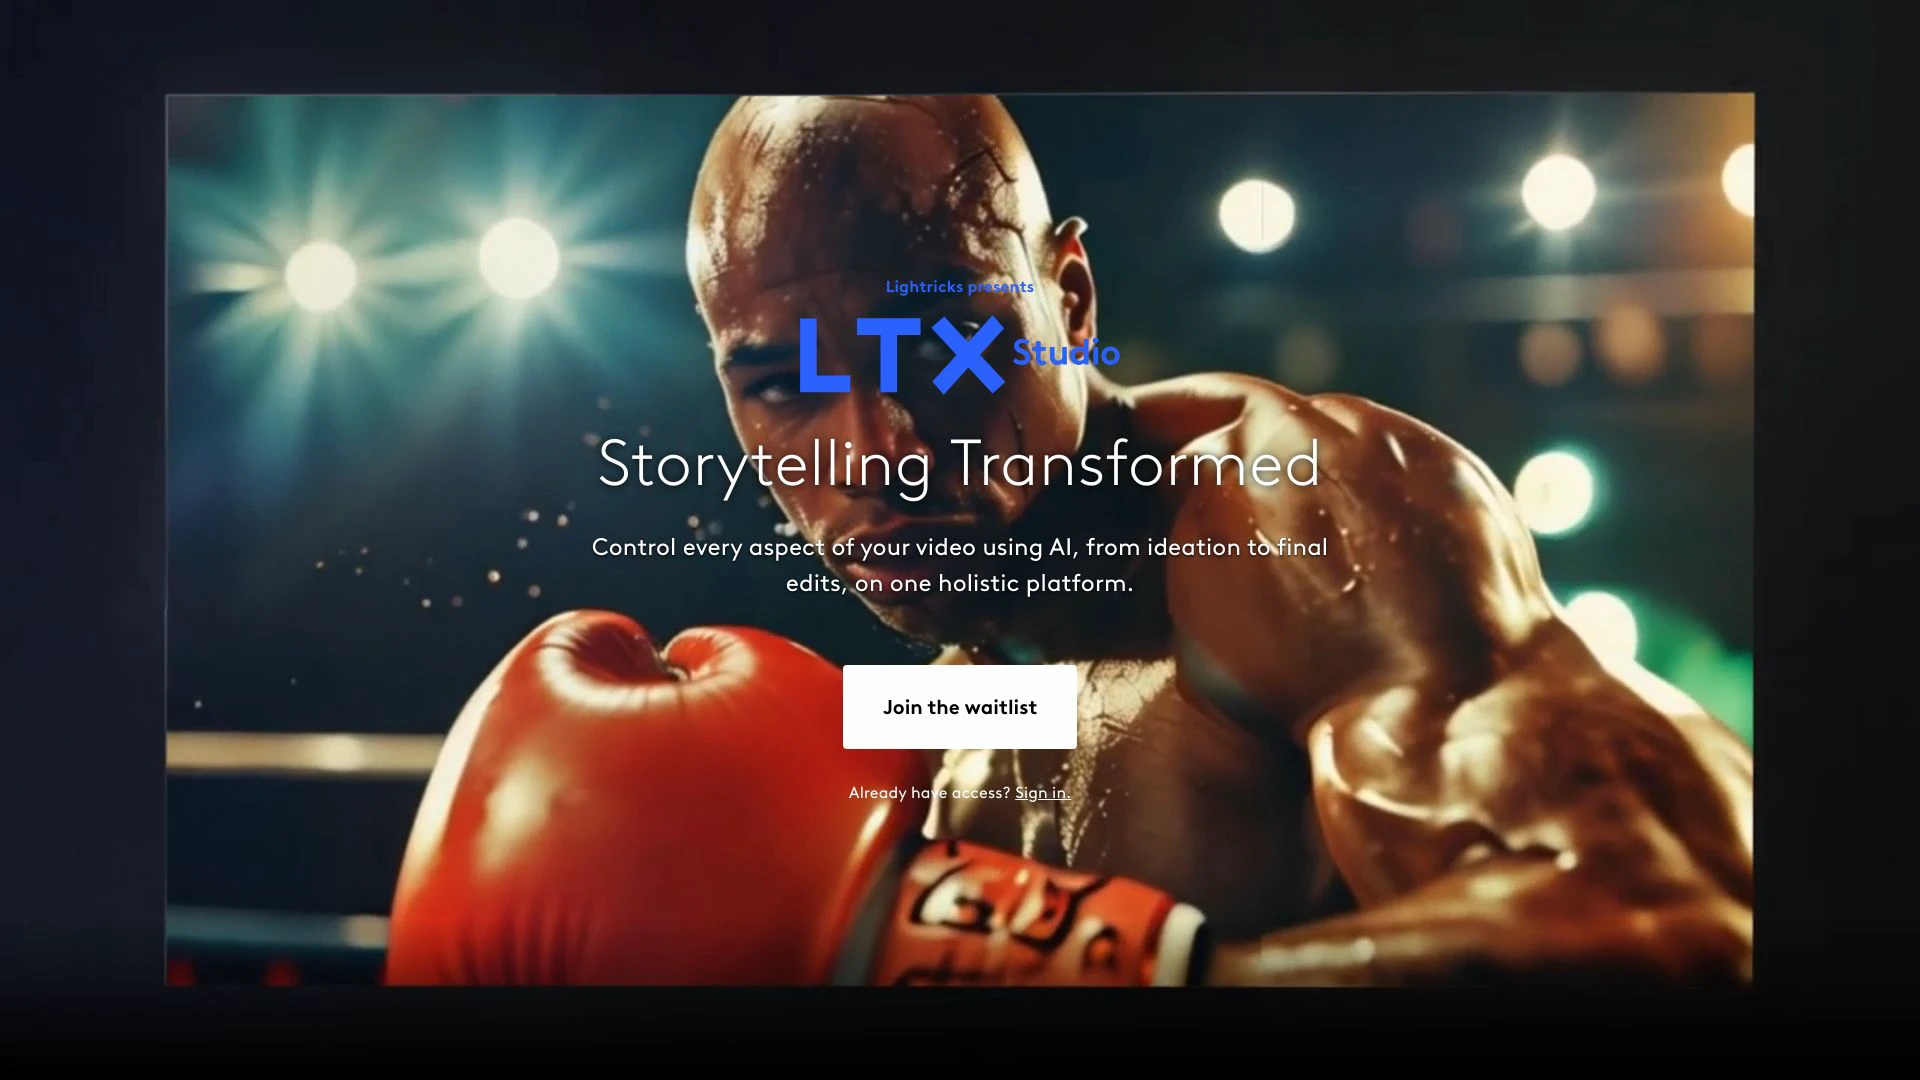 Lightricks presents
LTX Studio
Storytelling Transformed
Control every aspect of your video using AI, from ideation to final
edits, on one holistic platform.
Join the waitlist
Already have access? Sign in.